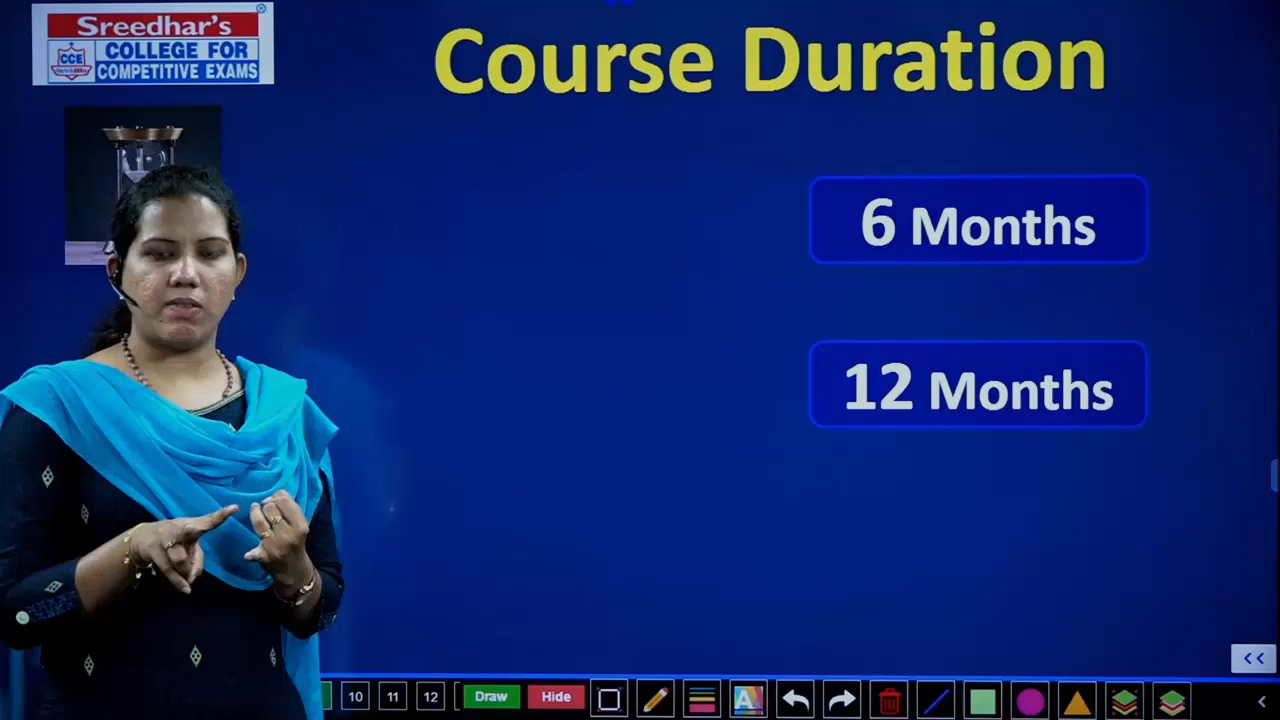 Sreedhar's
CCE
COLLEGE FOR
COMPETITIVE EXAMS
®
Course Duration
6 Months
12 Months
<<
10
11
12
Draw
Hide
A
<